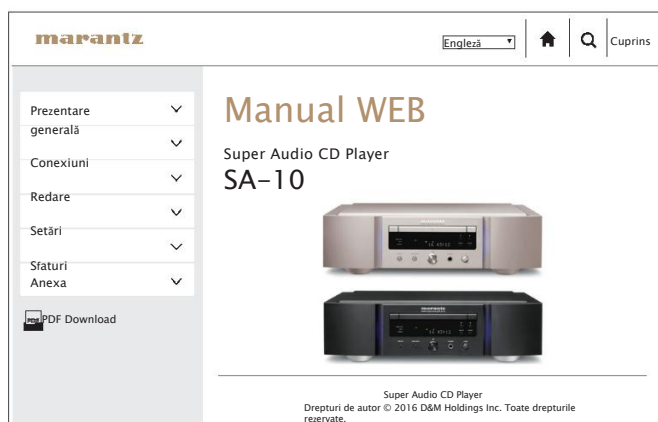 marantz
Engleză
Cuprins
Prezentare
generală
Conexiuni
Redare
Setări
Sfaturi
Anexa
PDF Download
Manual WEB
Super Audio CD Player
SA-10
Super Audio CD Player
Drepturi de autor © 2016 D&M Holdings Inc. Toate drepturile
rezervate.